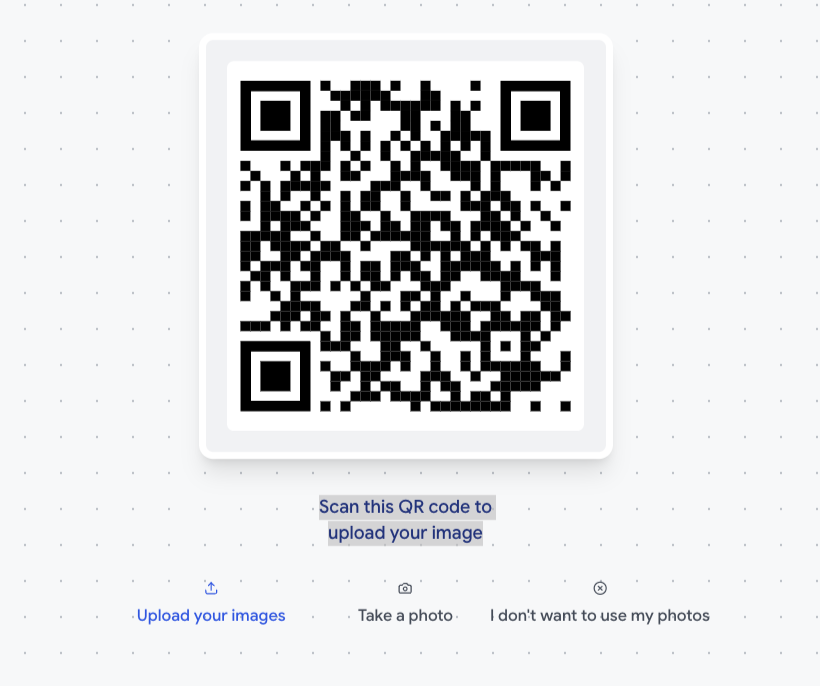 Scan this QR code to
upload your image
Upload your images
Take a photo
I don't want to use my photos